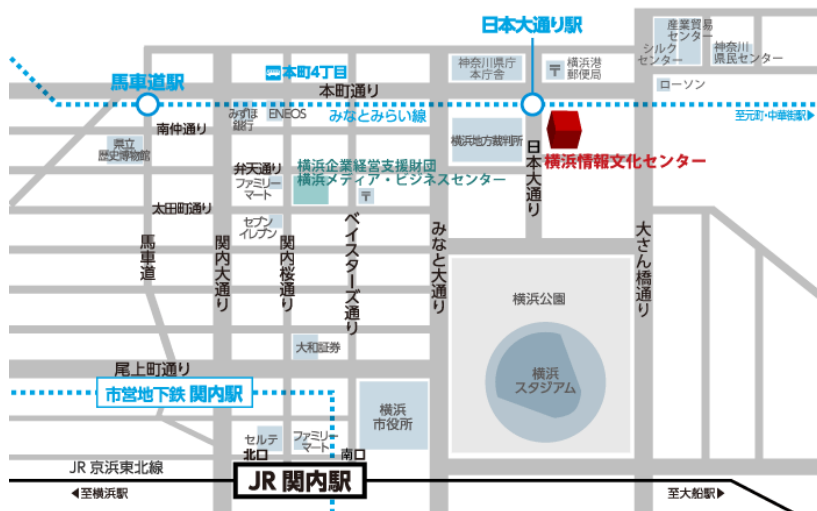 日本大通り駅
産業貿易
センター
シルク
センター
神奈川
県民センター
神奈川県庁
本庁舎
〒
横浜港
郵便局
本町4丁目
馬車道駅
ローソン
本町通り
みなとみらい線
至元町・中華街駅▶
みずほ
銀行
ENEOS
南仲通り
県立
歴史博物館
横浜地方裁判所
日本大通り
横浜情報文化センター
弁天通り
ファミリー
マート
横浜企業経営支援財団
横浜メディア・ビジネスセンター
〒
太田町通り
セブン
イレブン
馬車道
関内大通り
関内桜通り
ベイスターズ通り
みなと大通り
大さん橋通り
横浜公園
横浜
スタジアム
大和証券
尾上町通り
市営地下鉄 関内駅
横浜
市役所
セルテ
ファミリー
マート
北口
南口
JR 京浜東北線
JR 関内駅
◀至横浜駅
至大船駅▶